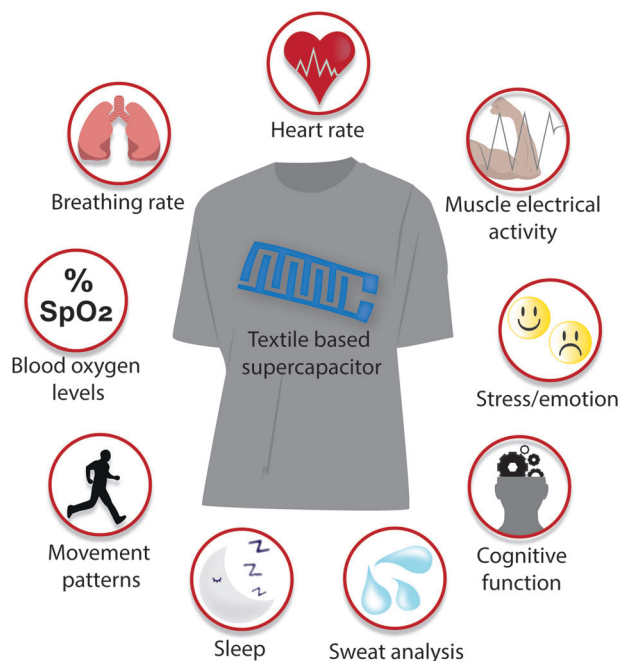 Heart rate
Breathing rate
Muscle electrical
activity
%
SpO2
Blood oxygen
levels
Textile based
supercapacitor
Stress/emotion
Movement
patterns
Cognitive
function
z
z
z
Sleep
Sweat analysis